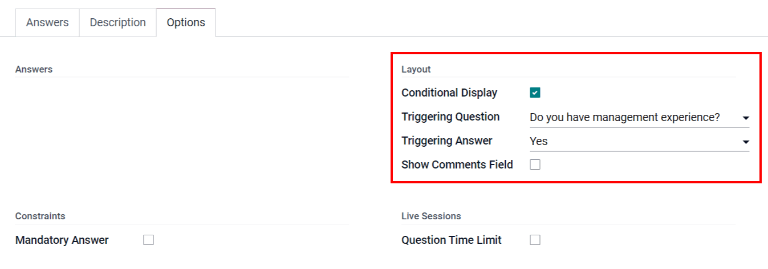 Answers Description Options
Answers
Layout
Conditional Display
Triggering Question Do you have management experience?
Triggering Answer Yes
Show Comments Field
Constraints
Mandatory Answer
Live Sessions
Question Time Limit